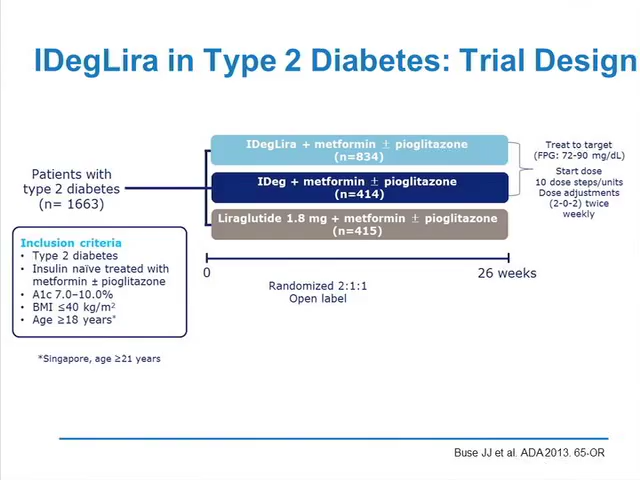 IDegLira in Type 2 Diabetes: Trial Design
Patients with
type 2 diabetes
(n= 1663)
IDegLira + metformin ± pioglitazone
(n=834)
IDeg + metformin ± pioglitazone
(n=414)
Liraglutide 1.8 mg + metformin ± pioglitazone
(n=415)
Treat to target
(FPG: 72-90 mg/dL)
Start dose
10 dose steps/units
Dose adjustments
(2-0-2) twice
weekly
0
26 weeks
Randomized 2:1:1
Open label
Inclusion criteria
• Type 2 diabetes
• Insulin naïve treated with
metformin ± pioglitazone
• A1c 7.0–10.0%
• BMI ≤40 kg/m²
• Age ≥18 years*
*Singapore, age ≥21 years
Buse JJ et al. ADA 2013. 65-OR